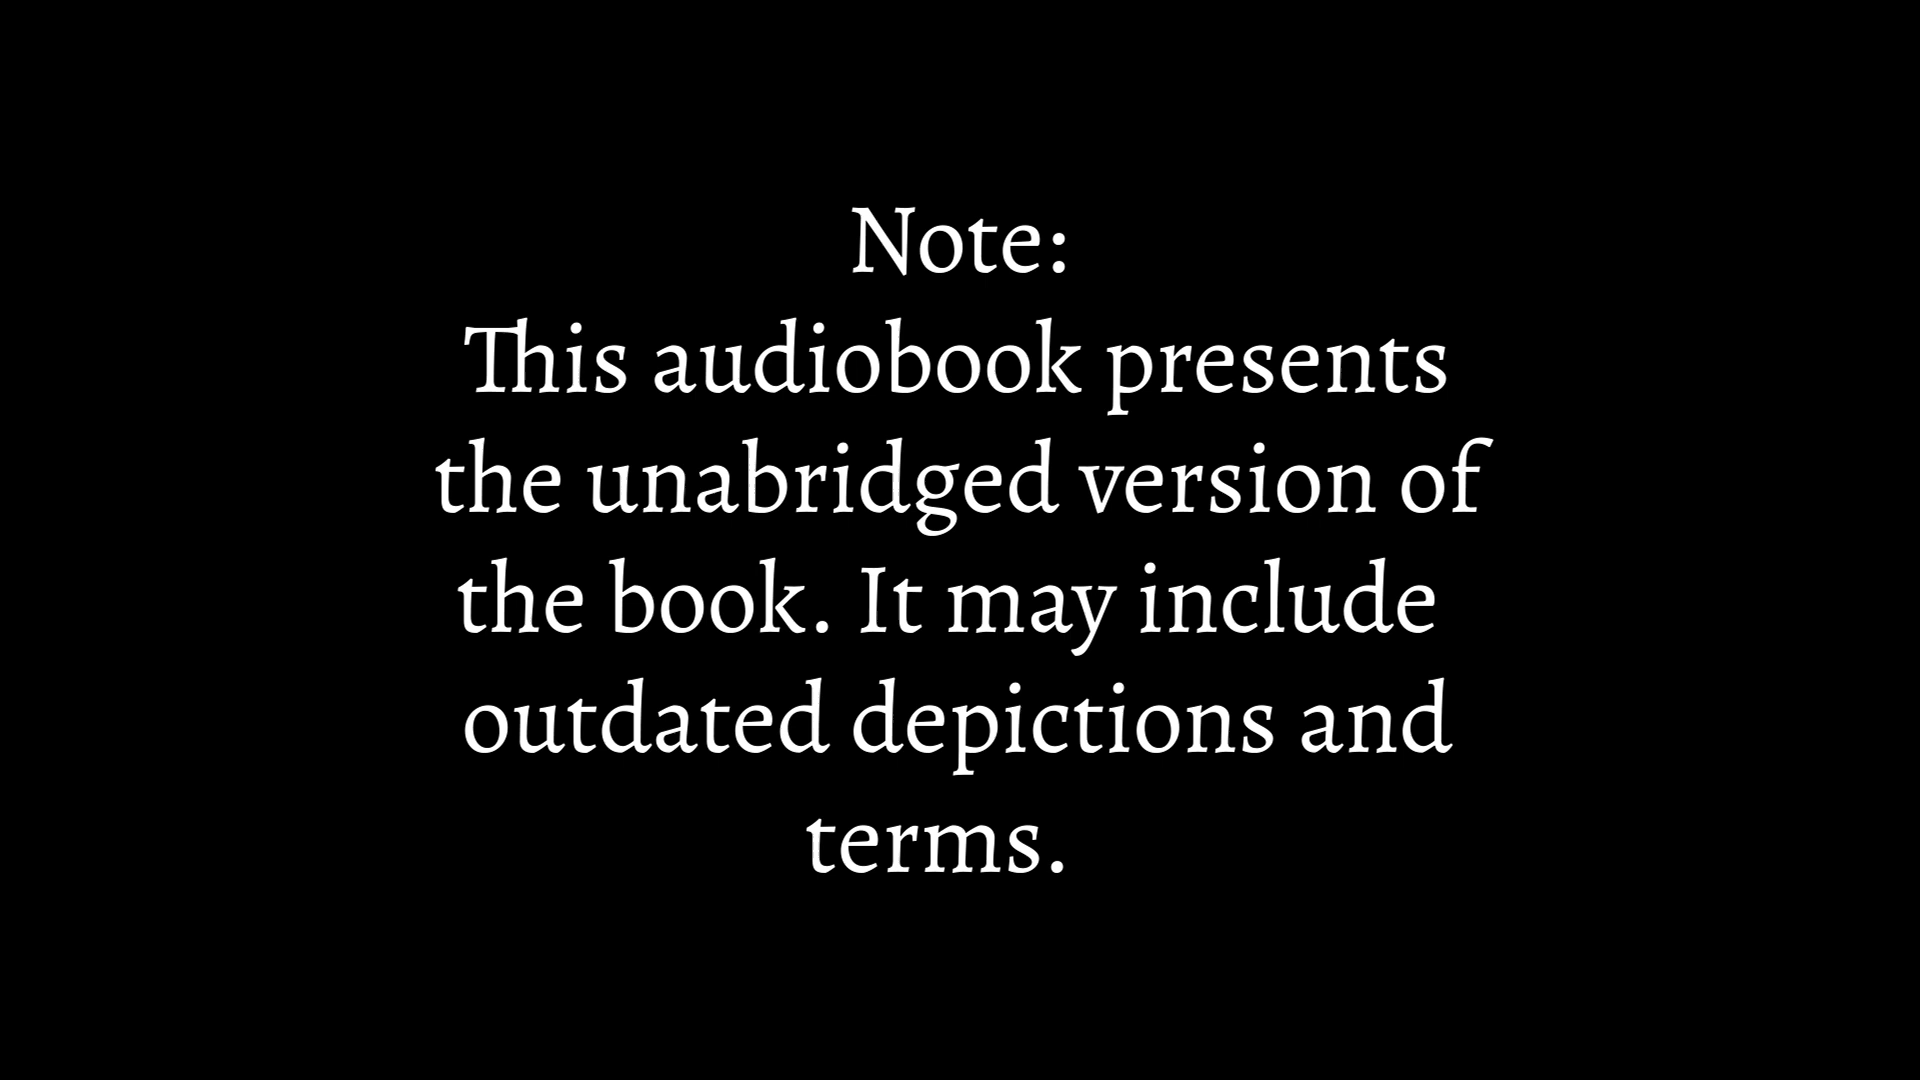 Note:
This audiobook presents
the unabridged version of
the book. It may include
outdated depictions and
terms.